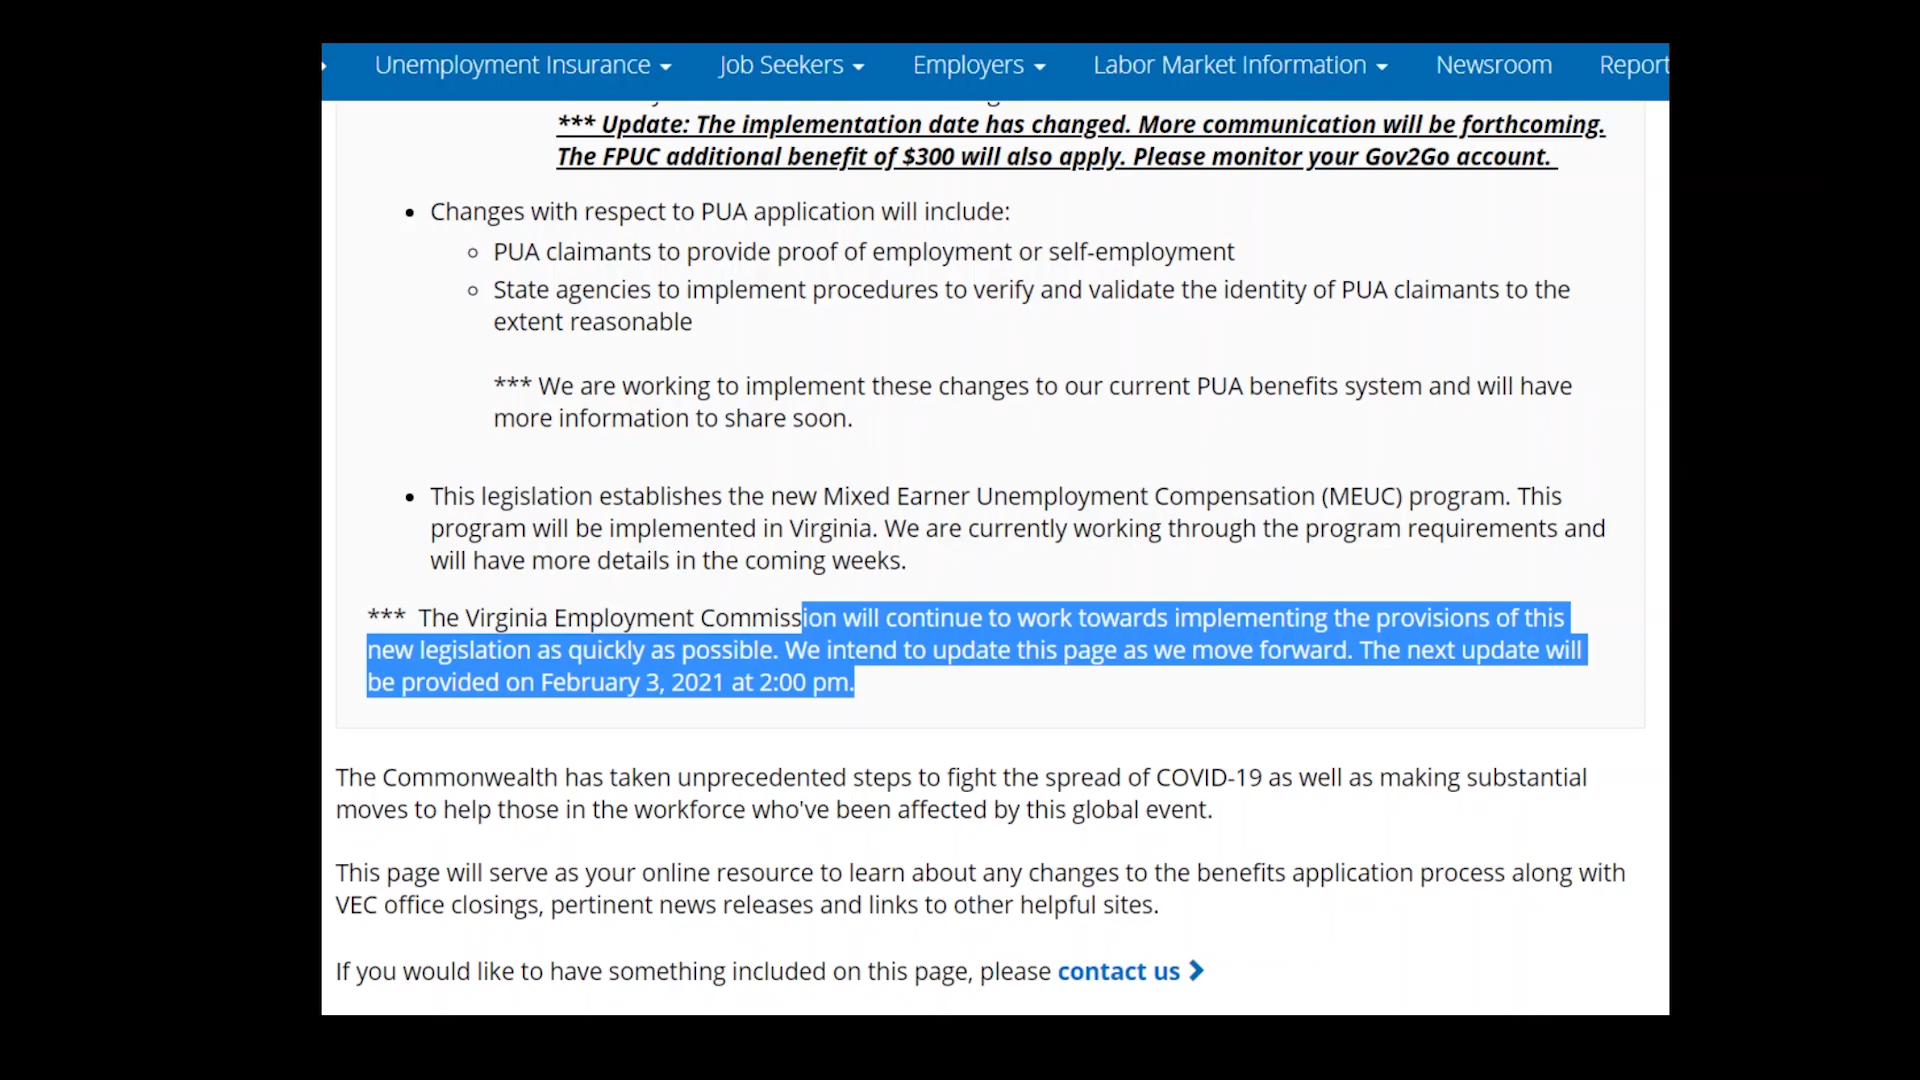 Unemployment Insurance Job Seekers Employers Labor Market Information Newsroom Report
*** Update: The implementation date has changed. More communication will be forthcoming.
The FPUC additional benefit of $300 will also apply. Please monitor your Gov2Go account.
• Changes with respect to PUA application will include:
○ PUA claimants to provide proof of employment or self-employment
○ State agencies to implement procedures to verify and validate the identity of PUA claimants to the
extent reasonable
*** We are working to implement these changes to our current PUA benefits system and will have
more information to share soon.
• This legislation establishes the new Mixed Earner Unemployment Compensation (MEUC) program. This
program will be implemented in Virginia. We are currently working through the program requirements and
will have more details in the coming weeks.
*** The Virginia Employment Commission will continue to work towards implementing the provisions of this
new legislation as quickly as possible. We intend to update this page as we move forward. The next update will
be provided on February 3, 2021 at 2:00 pm.
The Commonwealth has taken unprecedented steps to fight the spread of COVID-19 as well as making substantial
moves to help those in the workforce who've been affected by this global event.
This page will serve as your online resource to learn about any changes to the benefits application process along with
VEC office closings, pertinent news releases and links to other helpful sites.
If you would like to have something included on this page, please contact us